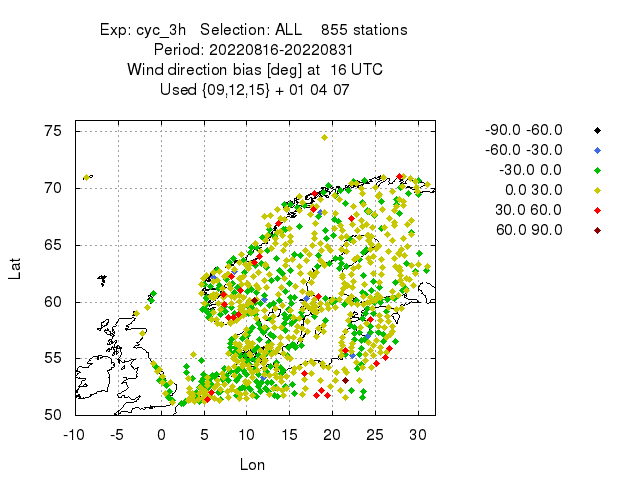 Exp: cyc_3h   Selection: ALL    855 stations
Period: 20220816-20220831
Wind direction bias [deg] at  16 UTC
Used {09,12,15} + 01 04 07
-90.0 -60.0
-60.0 -30.0
-30.0 0.0
0.0 30.0
30.0 60.0
60.0 90.0
75
70
65
60
55
50
Lat
-10 -5 0 5 10 15 20 25 30
Lon